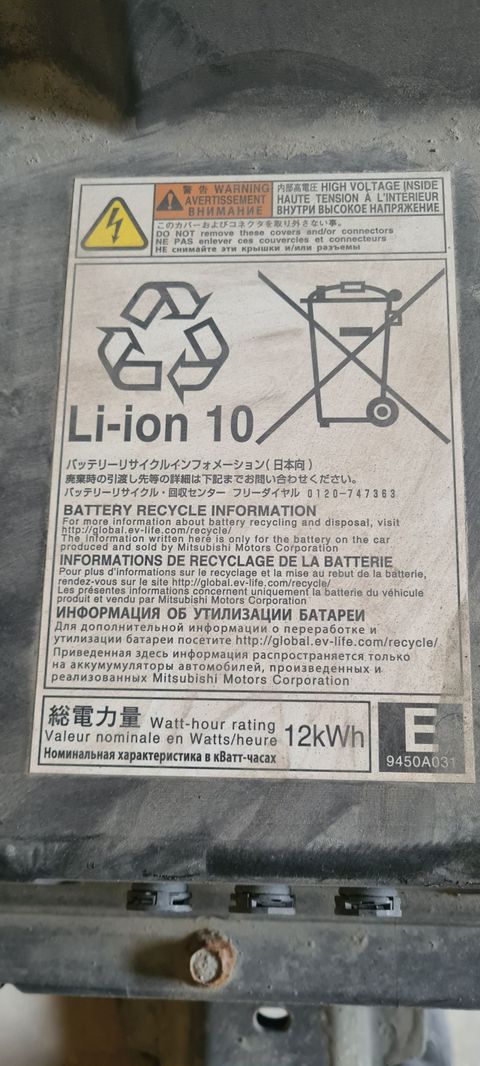 警告 WARNING
AVERTISSEMENT
ВНИМАНИЕ
内部高電圧 HIGH VOLTAGE INSIDE
HAUTE TENSION À L'INTÉRIEUR
ВНУТРИ ВЫСОКОЕ НАПРЯЖЕНИЕ
このカバーおよびコネクタを取り外さない事。
DO NOT remove these covers and/or connectors
NE PAS enlever ces couvercles et connecteurs
НЕ снимайте эти крышки и/или разъемы
Li-ion 10
バッテリーリサイクルインフォメーション(日本向)
廃棄時の引渡し先等の詳細は下記までお問い合わせください。
バッテリーリサイクル・回収センター フリーダイヤル 0120-747363
BATTERY RECYCLE INFORMATION
For more information about battery recycling and disposal, visit
http://global.ev-life.com/recycle/
The information written here is only for the battery on the car
produced and sold by Mitsubishi Motors Corporation
INFORMATIONS DE RECYCLAGE DE LA BATTERIE
Pour plus d'informations sur le recyclage et la mise au rebut de la batterie,
rendez-vous sur le site http://global.ev-life.com/recycle/
Les présentes informations concernent uniquement la batterie du véhicule
produit et vendu par Mitsubishi Motors Corporation
ИНФОРМАЦИЯ ОБ УТИЛИЗАЦИИ БАТАРЕИ
Для дополнительной информации о переработке и
утилизации батареи посетите http://global.ev-life.com/recycle/
Приведенная здесь информация распространяется только
на аккумуляторы автомобилей, произведенных и
реализованных Mitsubishi Motors Corporation
総電力量 Watt-hour rating
Valeur nominale en Watts/heure
Номинальная характеристика в кВатт-часах
12kWh
E
9450A031